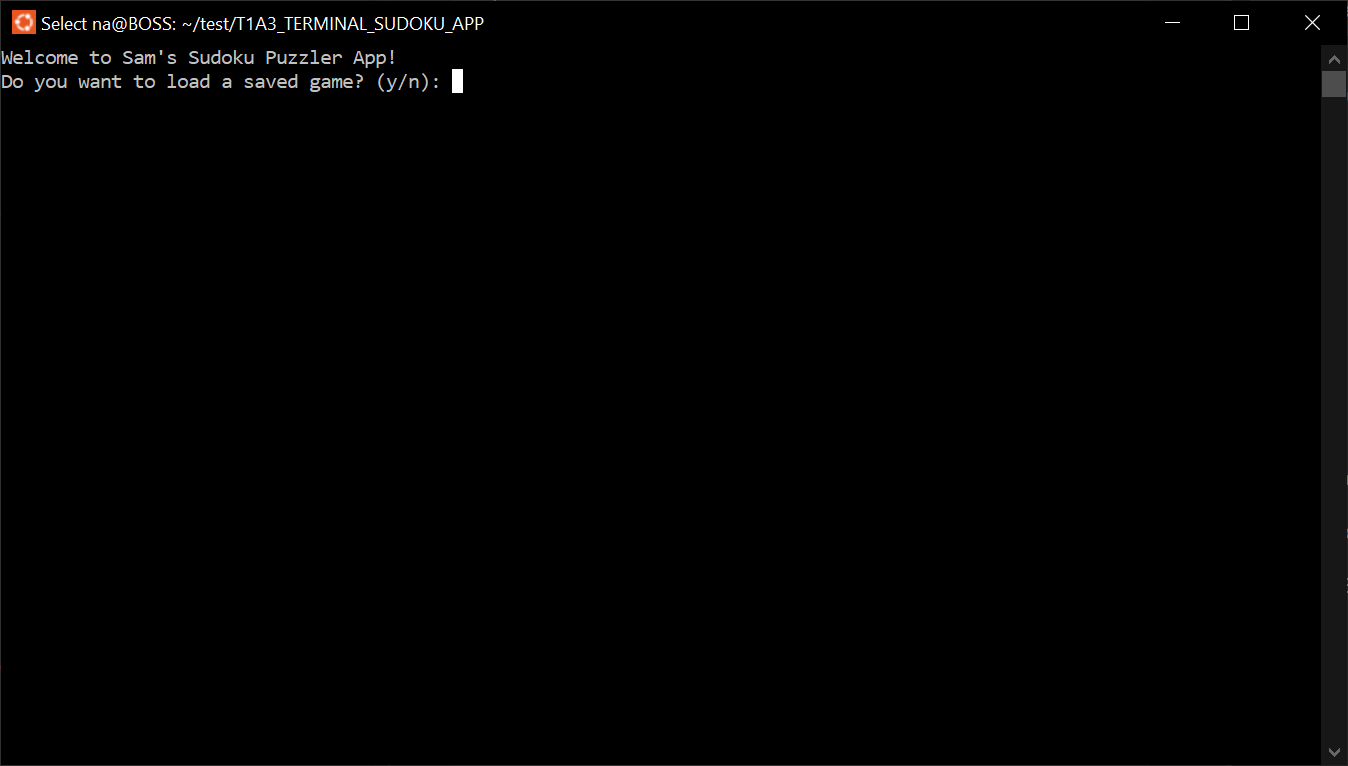 Select na@BOSS: ~/test/T1A3_TERMINAL_SUDOKU_APP
Welcome to Sam's Sudoku Puzzler App!
Do you want to load a saved game? (y/n):